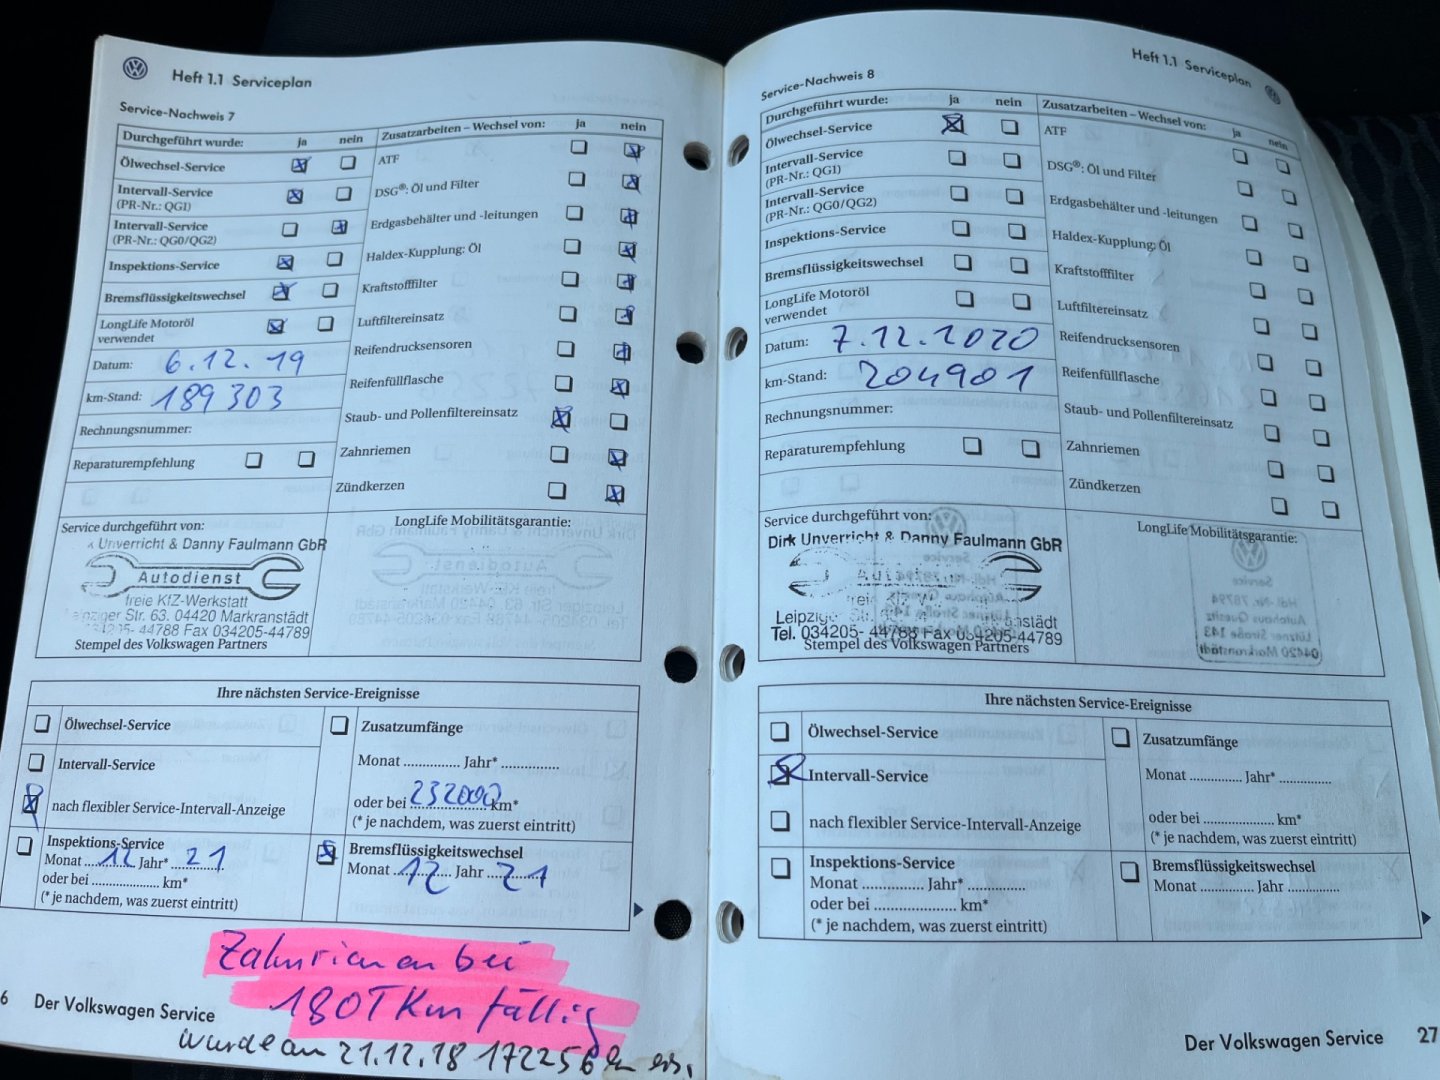 Heft 1.1 Serviceplan
Service-Nachweis 7
Durchgeführt wurde: ja nein
Ölwechsel-Service
Intervall-Service
(PR-Nr.: QG1)
Intervall-Service
(PR-Nr.: QG0/QG2)
Inspektions-Service
Bremsflüssigkeitswechsel
LongLife Motoröl
verwendet
Datum: 6.12.19
km-Stand: 189303
Rechnungsnummer:
Reparaturempfehlung
Zusatzarbeiten – Wechsel von: ja nein
ATF
DSG®: Öl und Filter
Erdgasbehälter und -leitungen
Haldex-Kupplung: Öl
Kraftstofffilter
Luftfiltereinsatz
Reifendrucksensoren
Reifenfüllflasche
Staub- und Pollenfiltereinsatz
Zahnriemen
Zündkerzen
Service durchgeführt von:
Unverricht & Danny Faulmann GbR
Autodienst
freie KfZ-Werkstatt
Str. 63, 04420 Markranstädt
44788 Fax 034205-44789
Stempel des Volkswagen Partners
LongLife Mobilitätsgarantie:
Ihre nächsten Service-Ereignisse
Ölwechsel-Service
Intervall-Service
nach flexibler Service-Intervall-Anzeige
Inspektions-Service
Monat 12 Jahr* 21
oder bei ................ km*
(* je nachdem, was zuerst eintritt)
Zusatzumfänge
Monat ............. Jahr* .............
oder bei 232000 km*
(* je nachdem, was zuerst eintritt)
Bremsflüssigkeitswechsel
Monat 12 Jahr 21
Zahnriemen bei
180T Km fällig
wurde am 21.12.18 172256
6 Der Volkswagen Service
Heft 1.1 Serviceplan
Service-Nachweis 8
Durchgeführt wurde: ja nein
Ölwechsel-Service
Intervall-Service
(PR-Nr.: QG1)
Intervall-Service
(PR-Nr.: QG0/QG2)
Inspektions-Service
Bremsflüssigkeitswechsel
LongLife Motoröl
verwendet
Datum: 7.12.2020
km-Stand: 204901
Rechnungsnummer:
Reparaturempfehlung
Zusatzarbeiten – Wechsel von: ja nein
ATF
DSG®: Öl und Filter
Erdgasbehälter und -leitungen
Haldex-Kupplung: Öl
Kraftstofffilter
Luftfiltereinsatz
Reifendrucksensoren
Reifenfüllflasche
Staub- und Pollenfiltereinsatz
Zahnriemen
Zündkerzen
Service durchgeführt von:
Dirk Unverricht & Danny Faulmann GbR
Tel. 034205- 44788 Fax 034205-44789
Stempel des Volkswagen Partners
LongLife Mobilitätsgarantie:
Ihre nächsten Service-Ereignisse
Ölwechsel-Service
Intervall-Service
nach flexibler Service-Intervall-Anzeige
Inspektions-Service
Monat ............. Jahr* .............
oder bei .................... km*
(* je nachdem, was zuerst eintritt)
Zusatzumfänge
Monat ............. Jahr* .............
oder bei .................... km*
(* je nachdem, was zuerst eintritt)
Bremsflüssigkeitswechsel
Monat ............. Jahr .............
Der Volkswagen Service 27